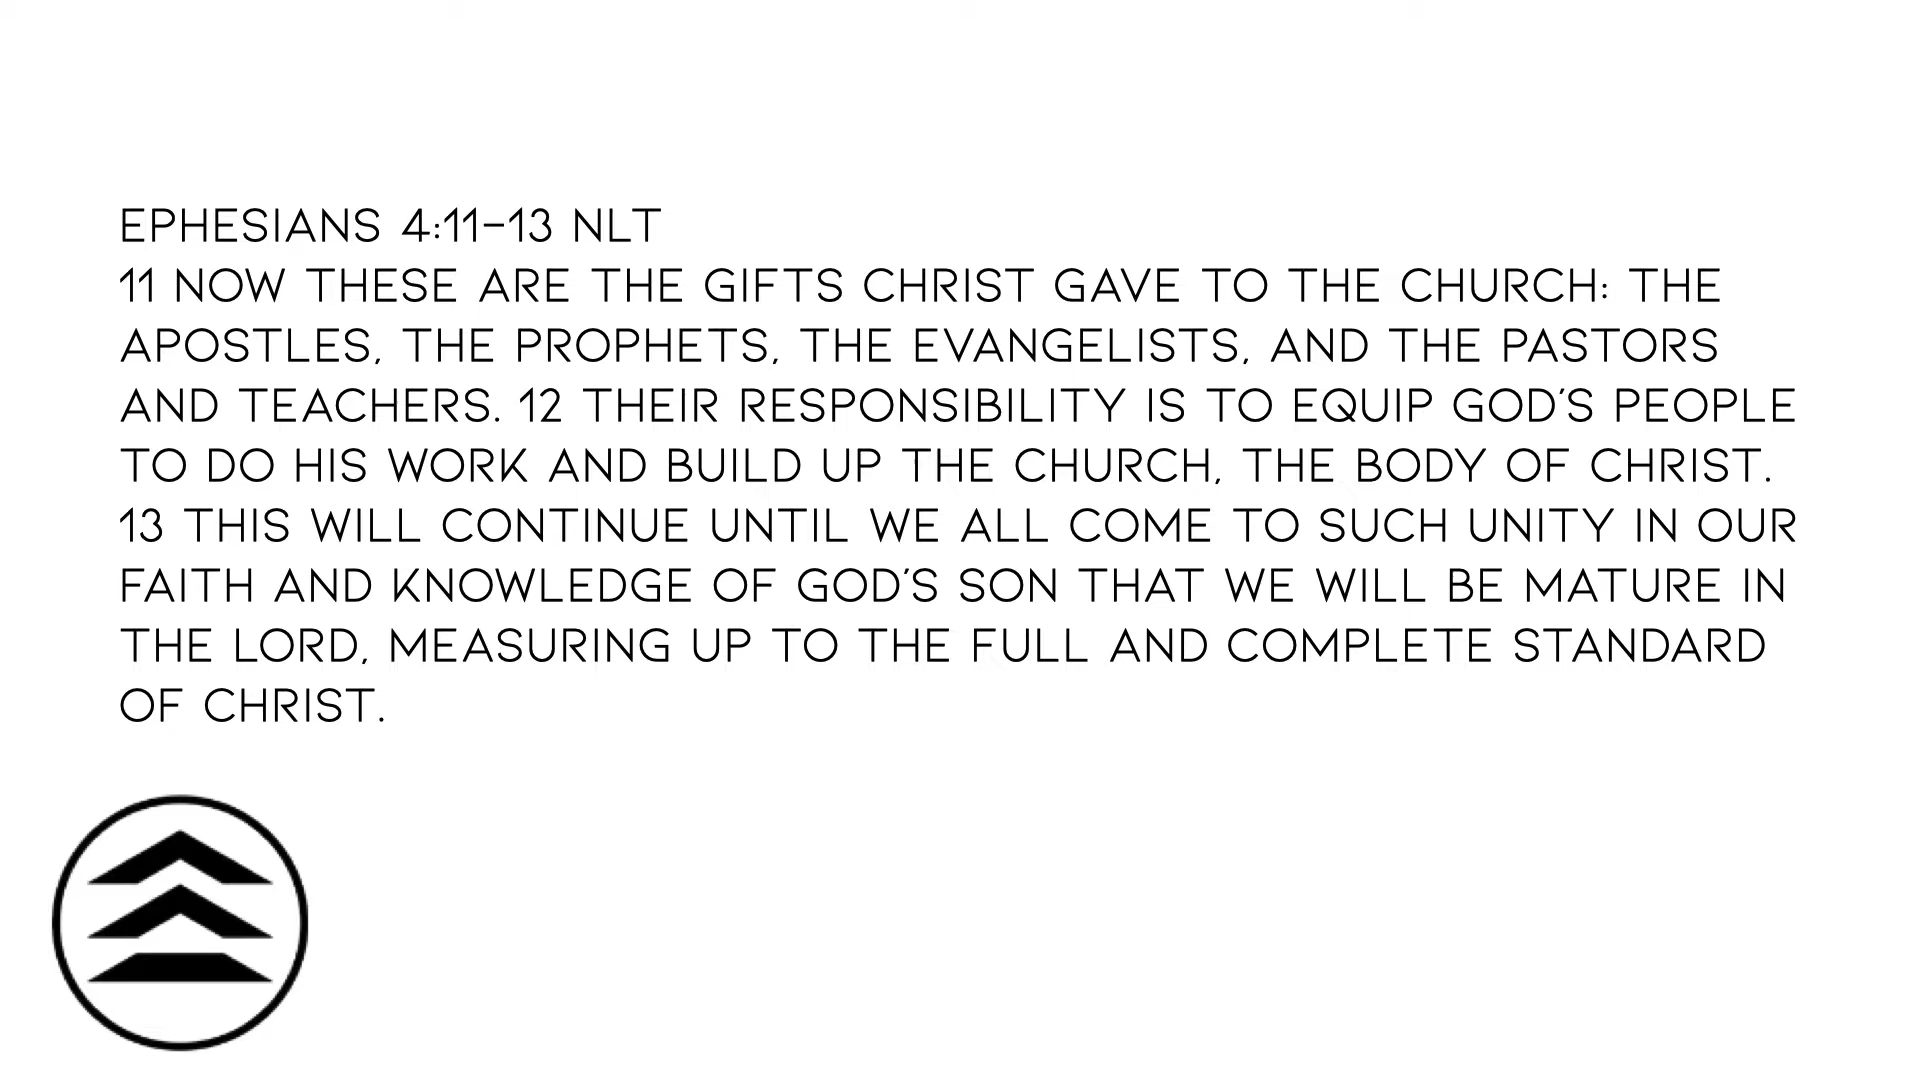 EPHESIANS 4:11-13 NLT
11 NOW THESE ARE THE GIFTS CHRIST GAVE TO THE CHURCH: THE
APOSTLES, THE PROPHETS, THE EVANGELISTS, AND THE PASTORS
AND TEACHERS. 12 THEIR RESPONSIBILITY IS TO EQUIP GOD'S PEOPLE
TO DO HIS WORK AND BUILD UP THE CHURCH, THE BODY OF CHRIST.
13 THIS WILL CONTINUE UNTIL WE ALL COME TO SUCH UNITY IN OUR
FAITH AND KNOWLEDGE OF GOD'S SON THAT WE WILL BE MATURE IN
THE LORD, MEASURING UP TO THE FULL AND COMPLETE STANDARD
OF CHRIST.